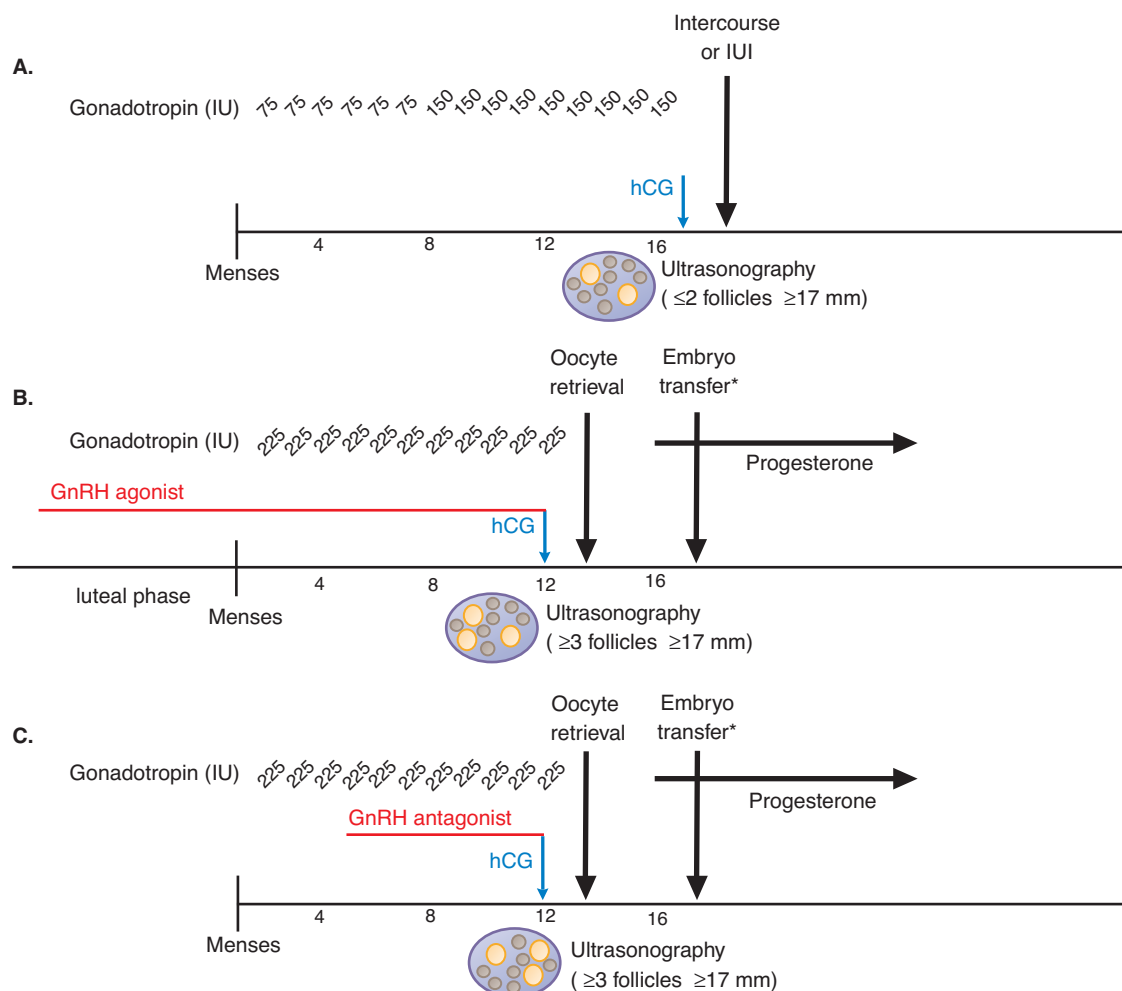 Intercourse
or IUI
A.
Gonadotropin (IU) 75 75 75 75 75 75 150 150 150 150 150 150 150 150 150
hCG
4 8 12 16
Menses
Ultrasonography
( ≤2 follicles ≥17 mm)
Oocyte
retrieval
Embryo
transfer*
B.
Gonadotropin (IU) 225 225 225 225 225 225 225 225 225 225 225
Progesterone
GnRH agonist
hCG
4 8 12 16
luteal phase
Menses
Ultrasonography
( ≥3 follicles ≥17 mm)
Oocyte
retrieval
Embryo
transfer*
C.
Gonadotropin (IU) 225 225 225 225 225 225 225 225 225 225 225
Progesterone
GnRH antagonist
hCG
4 8 12 16
Menses
Ultrasonography
( ≥3 follicles ≥17 mm)